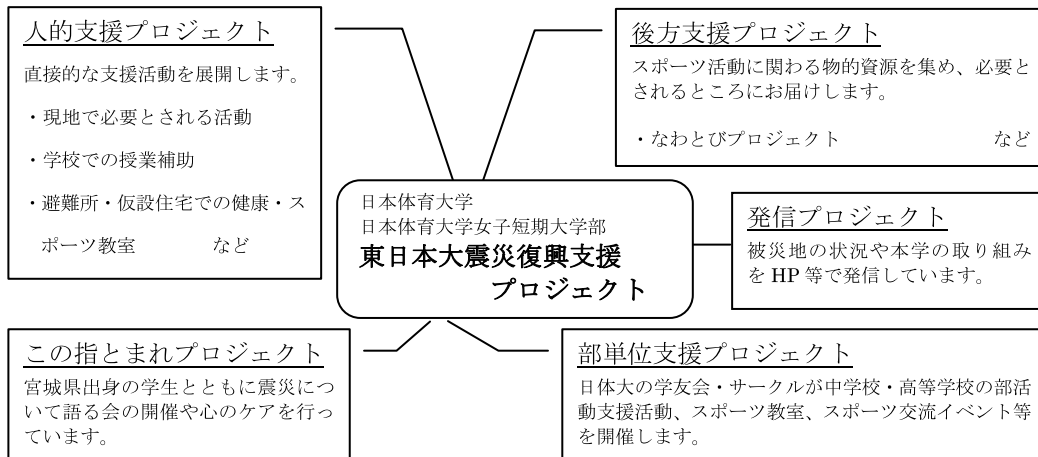 人的支援プロジェクト
直接的な支援活動を展開します。
・現地で必要とされる活動
・学校での授業補助
・避難所・仮設住宅での健康・ス
ポーツ教室 など
後方支援プロジェクト
スポーツ活動に関わる物的資源を集め、必要と
されるところにお届けします。
・なわとびプロジェクト など
日本体育大学
日本体育大学女子短期大学部
東日本大震災復興支援
プロジェクト
発信プロジェクト
被災地の状況や本学の取り組み
を HP 等で発信しています。
この指とまれプロジェクト
宮城県出身の学生とともに震災につ
いて語る会の開催や心のケアを行っ
ています。
部単位支援プロジェクト
日体大の学友会・サークルが中学校・高等学校の部活
動支援活動、スポーツ教室、スポーツ交流イベント等
を開催します。